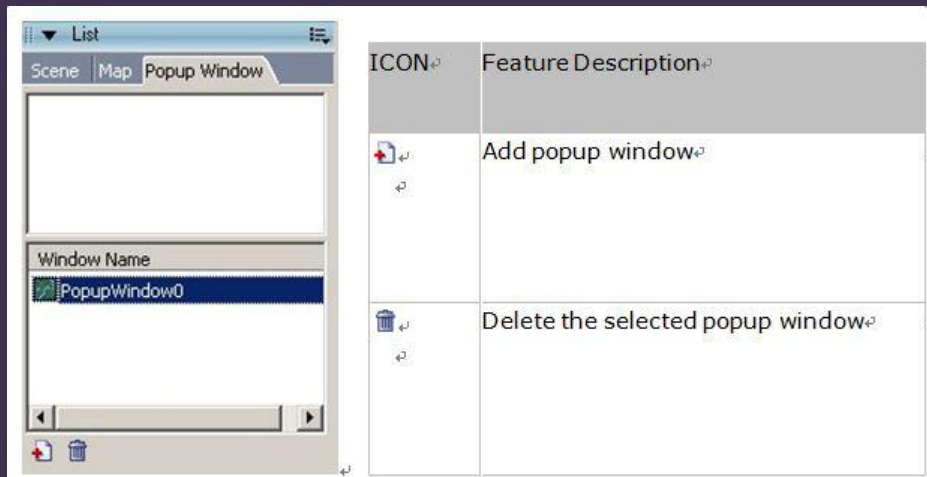 List
Scene Map Popup Window
Window Name
PopupWindow0
ICON Feature Description
Add popup window
Delete the selected popup window